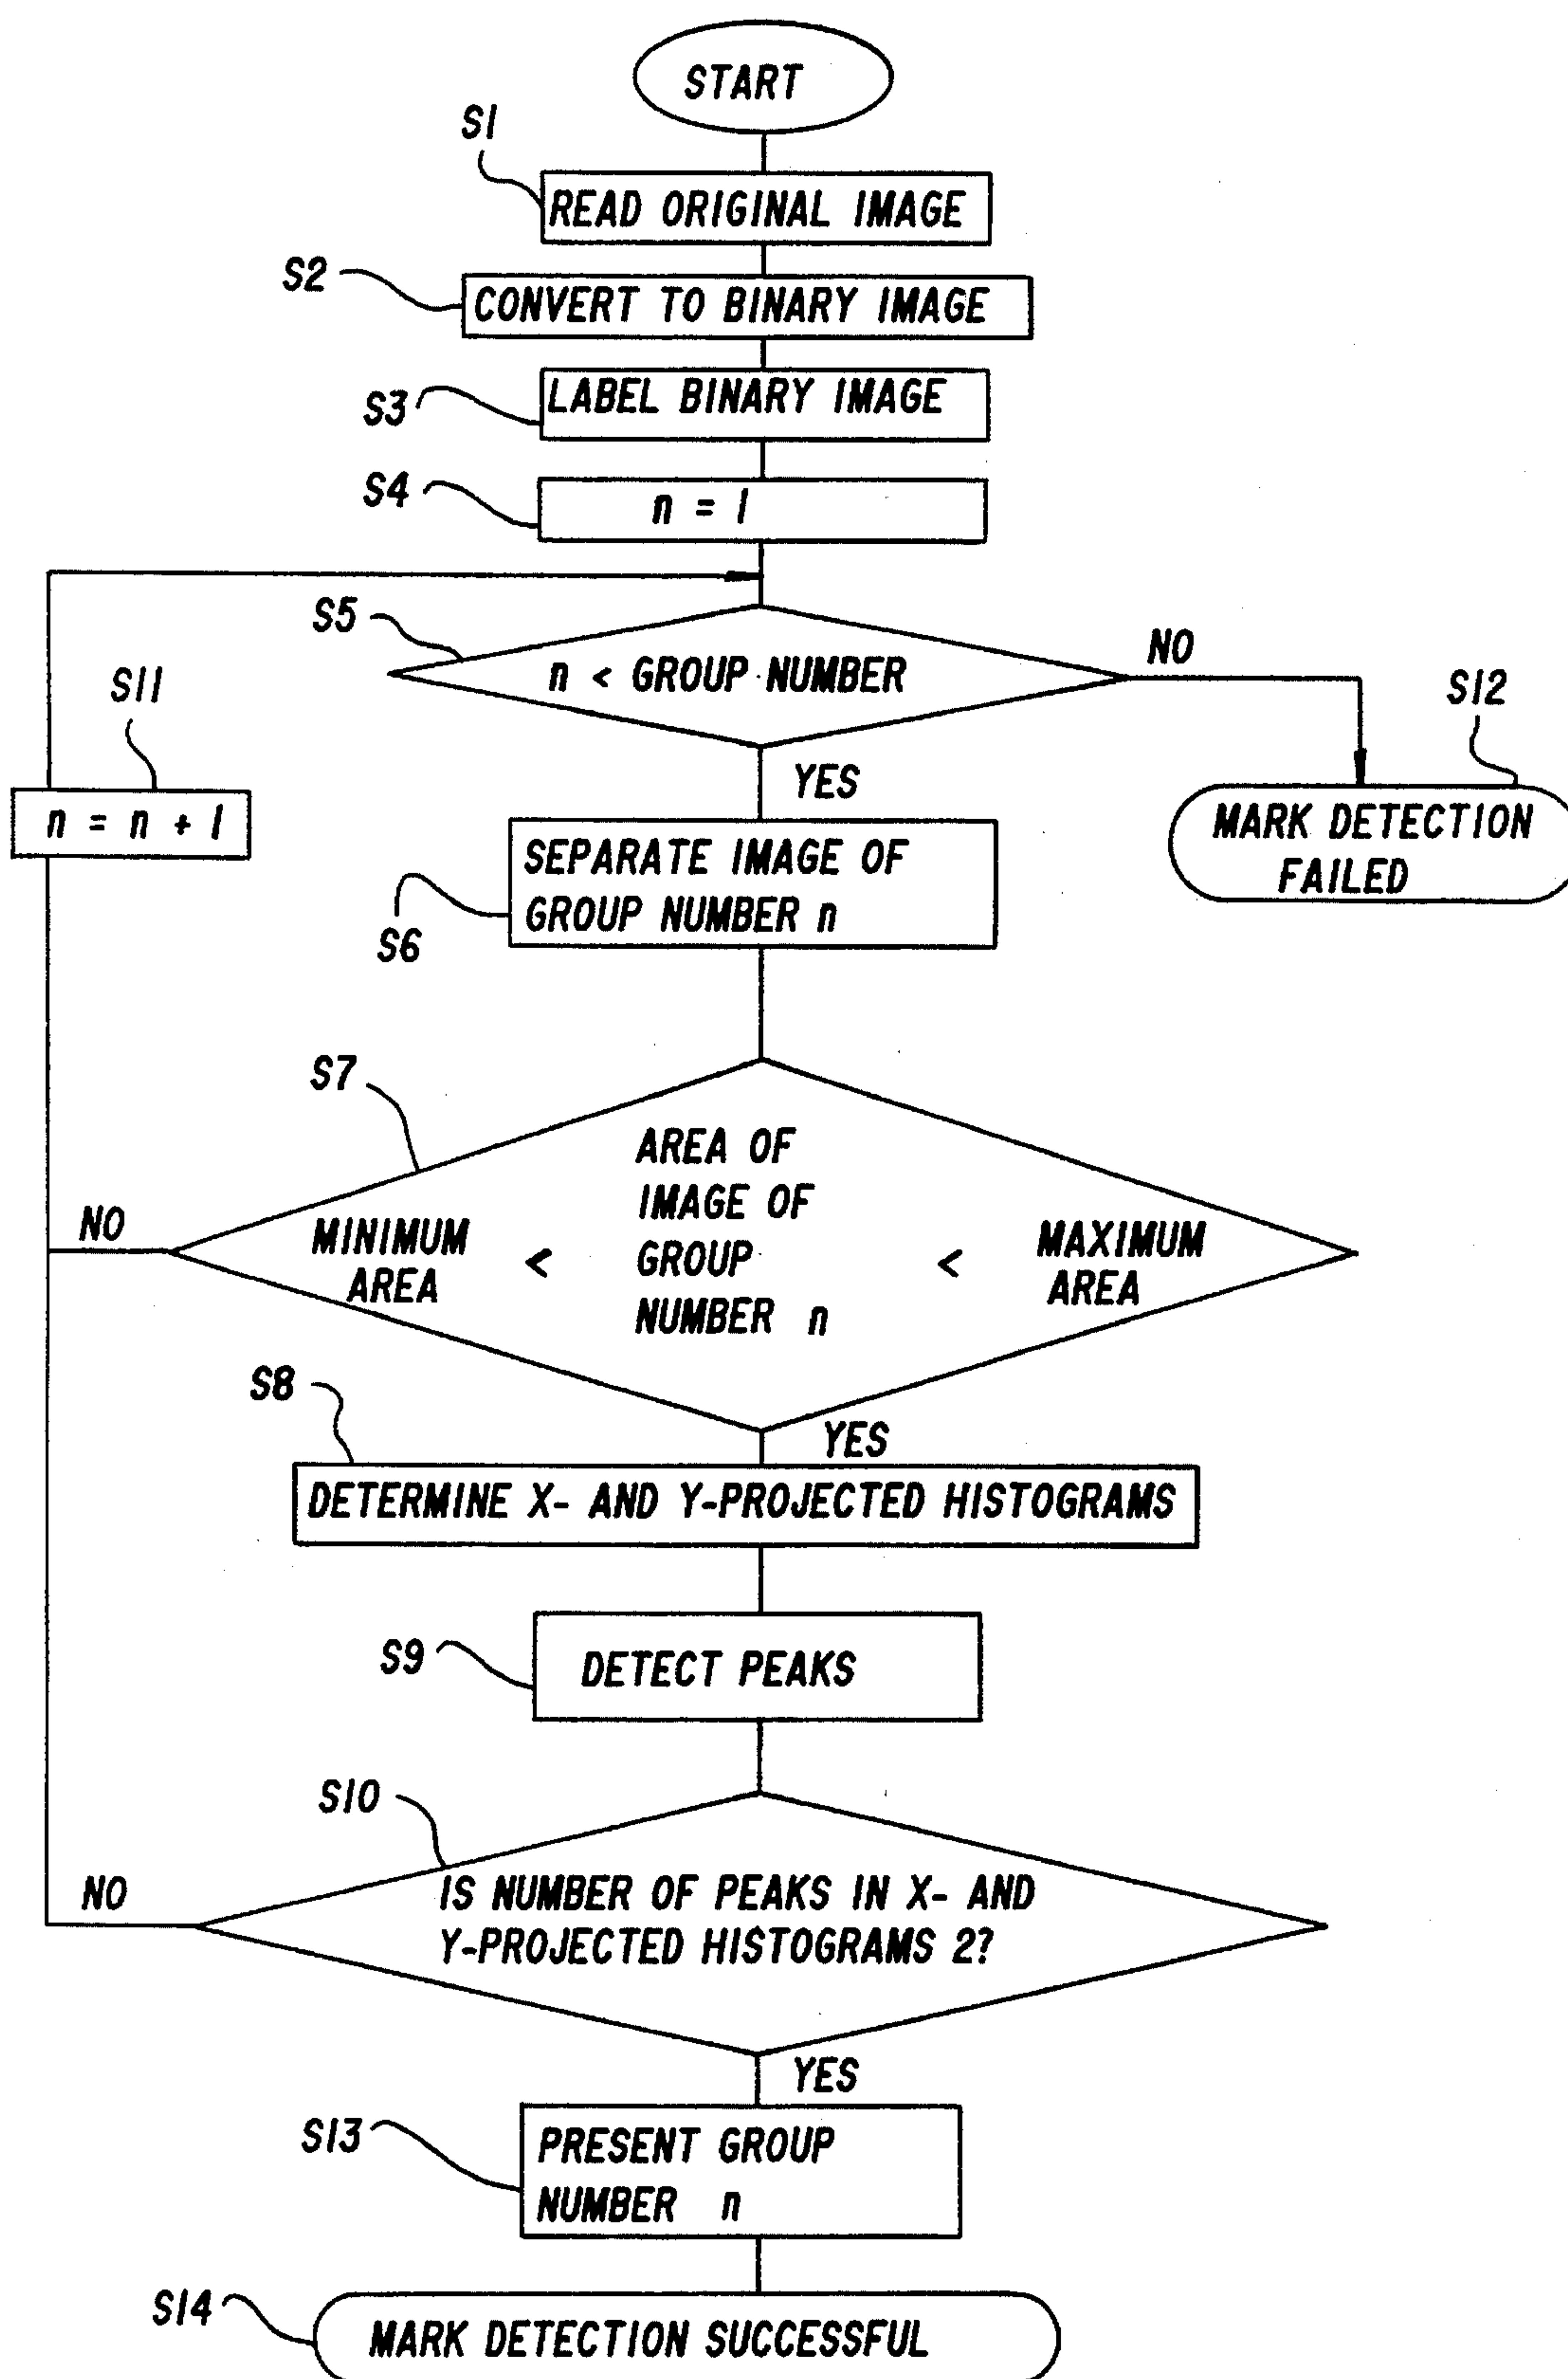 START
S1
READ ORIGINAL IMAGE
S2
CONVERT TO BINARY IMAGE
S3
LABEL BINARY IMAGE
S4
n = 1
S5
n < GROUP NUMBER
NO
S11
n = n + 1
S12
MARK DETECTION
FAILED
YES
SEPARATE IMAGE OF
GROUP NUMBER n
S6
S7
AREA OF
IMAGE OF
GROUP
NUMBER n
MINIMUM
AREA
<
<
MAXIMUM
AREA
NO
YES
S8
DETERMINE X- AND Y-PROJECTED HISTOGRAMS
S9
DETECT PEAKS
S10
IS NUMBER OF PEAKS IN X- AND
Y-PROJECTED HISTOGRAMS 2?
NO
YES
S13
PRESENT GROUP
NUMBER n
S14
MARK DETECTION SUCCESSFUL